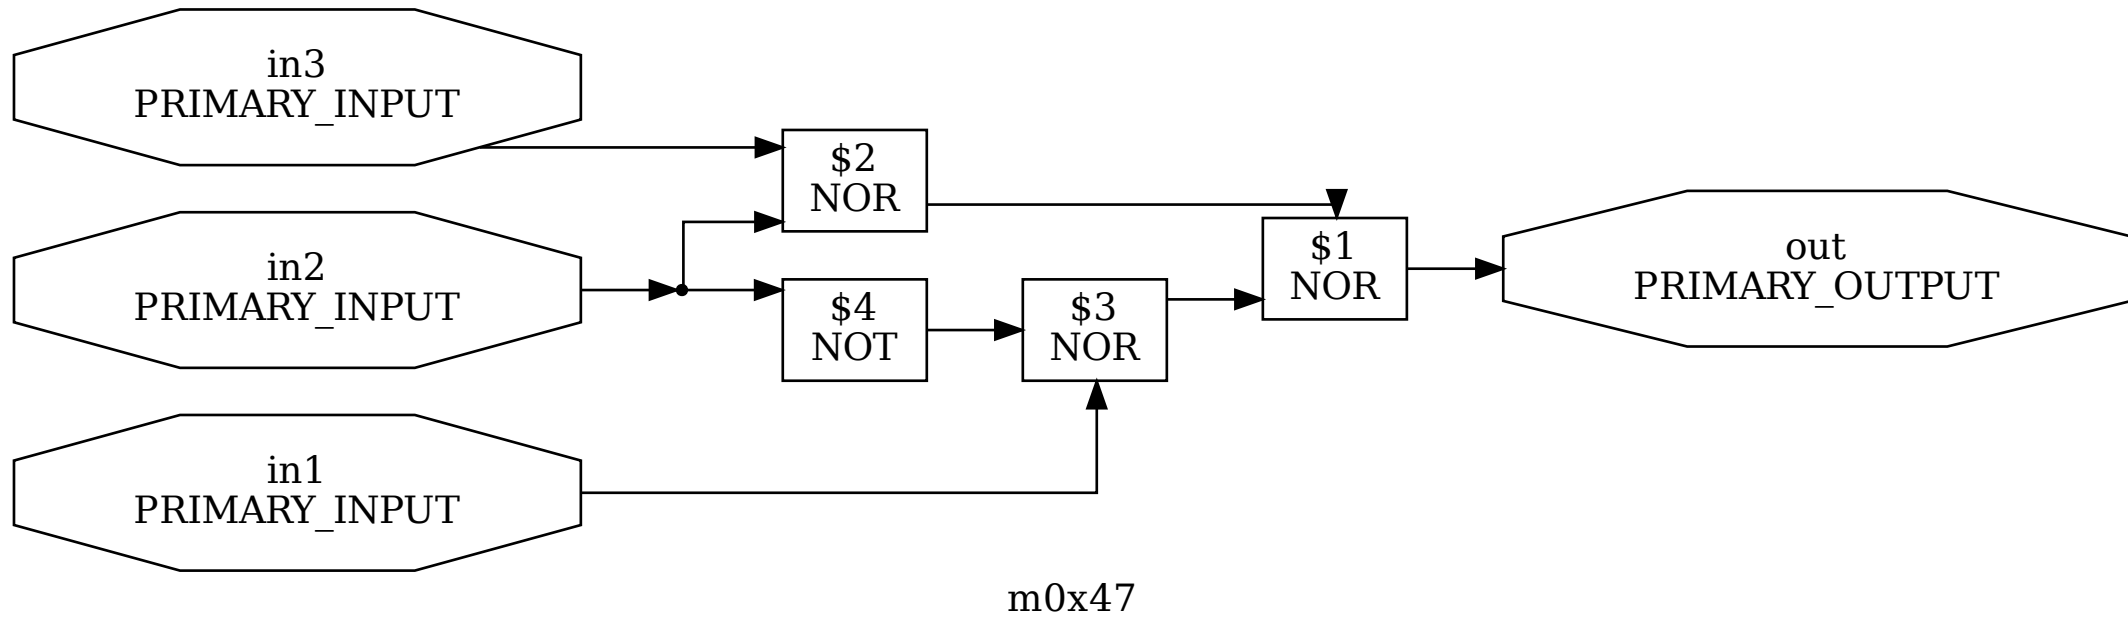 in3
PRIMARY_INPUT
$2
NOR
in2
PRIMARY_INPUT
$4
NOT
$3
NOR
$1
NOR
out
PRIMARY_OUTPUT
in1
PRIMARY_INPUT
m0x47